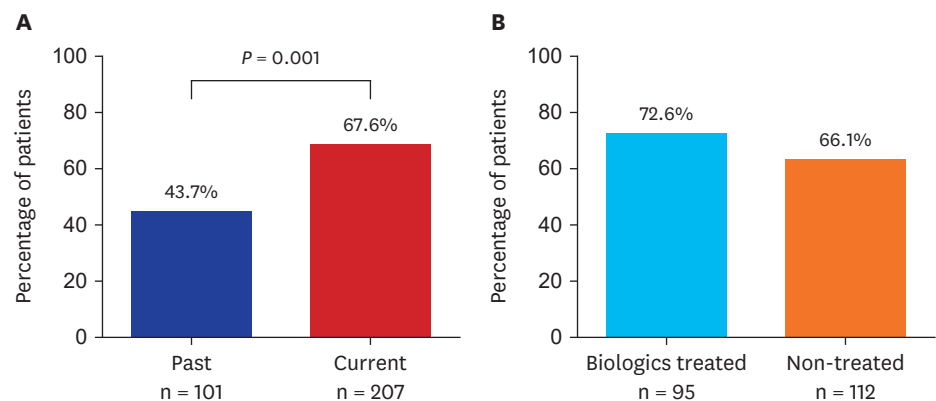 A
Percentage of patients
100
80
60
40
20
0
P = 0.001
43.7%
67.6%
Past
n = 101
Current
n = 207
B
Percentage of patients
100
80
60
40
20
0
72.6%
66.1%
Biologics treated
n = 95
Non-treated
n = 112